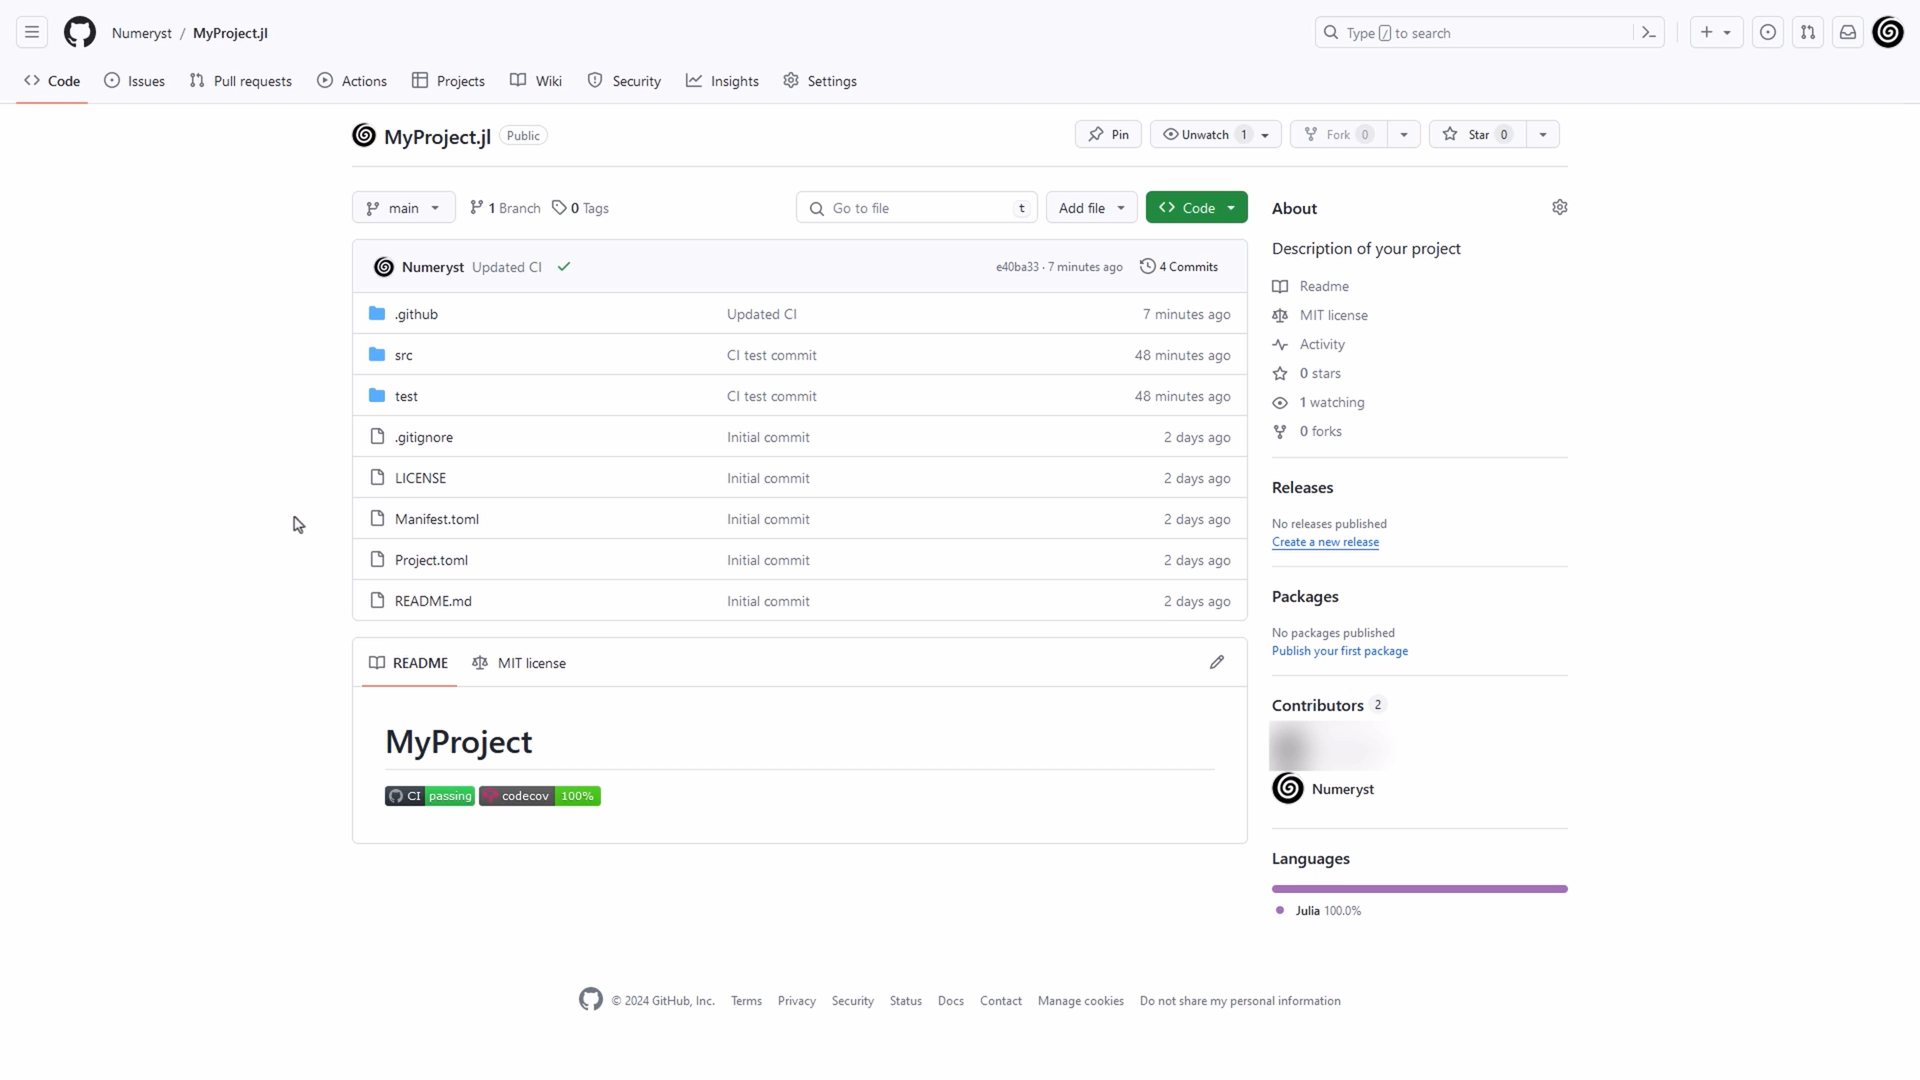 Numeryst / MyProject.jl Type / to search
Code Issues Pull requests Actions Projects Wiki Security Insights Settings
MyProject.jl Public Pin Unwatch 1 Fork 0 Star 0
main 1 Branch 0 Tags Go to file t Add file Code
Numeryst Updated CI e40ba33 · 7 minutes ago 4 Commits
.github Updated CI 7 minutes ago
src CI test commit 48 minutes ago
test CI test commit 48 minutes ago
.gitignore Initial commit 2 days ago
LICENSE Initial commit 2 days ago
Manifest.toml Initial commit 2 days ago
Project.toml Initial commit 2 days ago
README.md Initial commit 2 days ago
README MIT license
MyProject
CI passing codecov 100%
About
Description of your project
Readme
MIT license
Activity
0 stars
1 watching
0 forks
Releases
No releases published
Create a new release
Packages
No packages published
Publish your first package
Contributors 2
Numeryst
Languages
Julia 100.0%
© 2024 GitHub, Inc. Terms Privacy Security Status Docs Contact Manage cookies Do not share my personal information